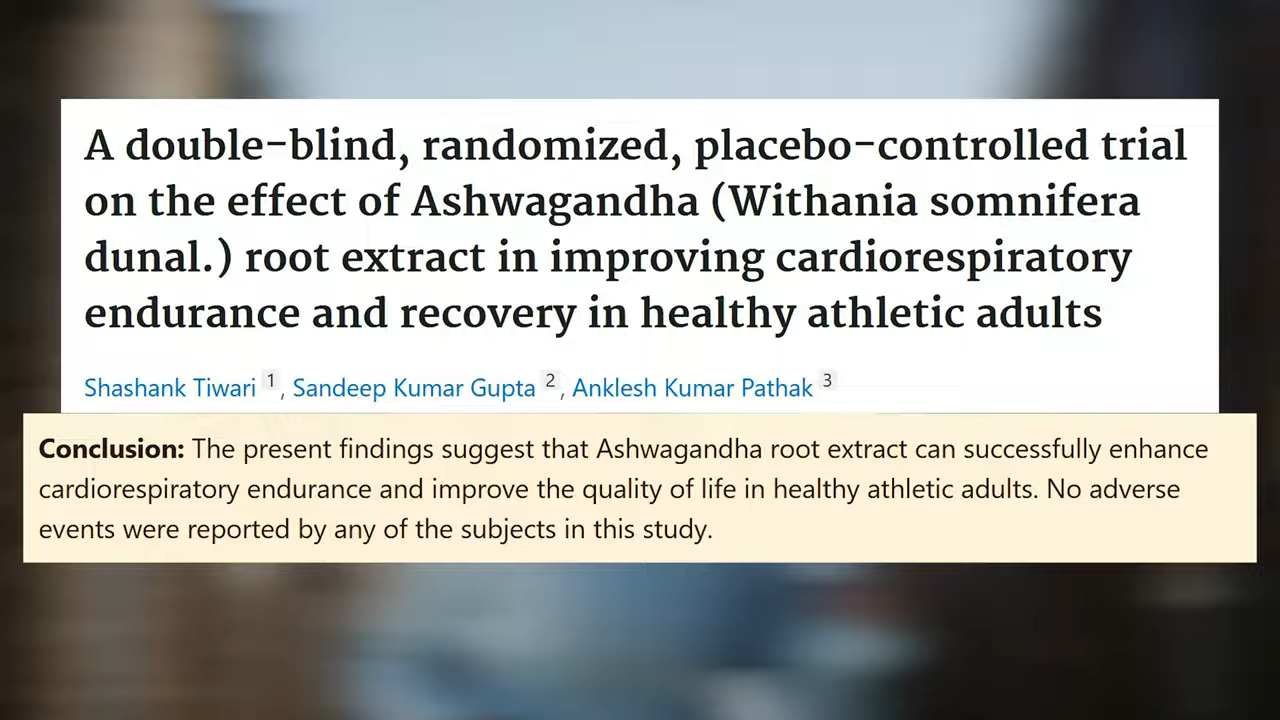 A double-blind, randomized, placebo-controlled trial
on the effect of Ashwagandha (Withania somnifera
dunal.) root extract in improving cardiorespiratory
endurance and recovery in healthy athletic adults
Shashank Tiwari 1, Sandeep Kumar Gupta 2, Anklesh Kumar Pathak 3
Conclusion: The present findings suggest that Ashwagandha root extract can successfully enhance
cardiorespiratory endurance and improve the quality of life in healthy athletic adults. No adverse
events were reported by any of the subjects in this study.